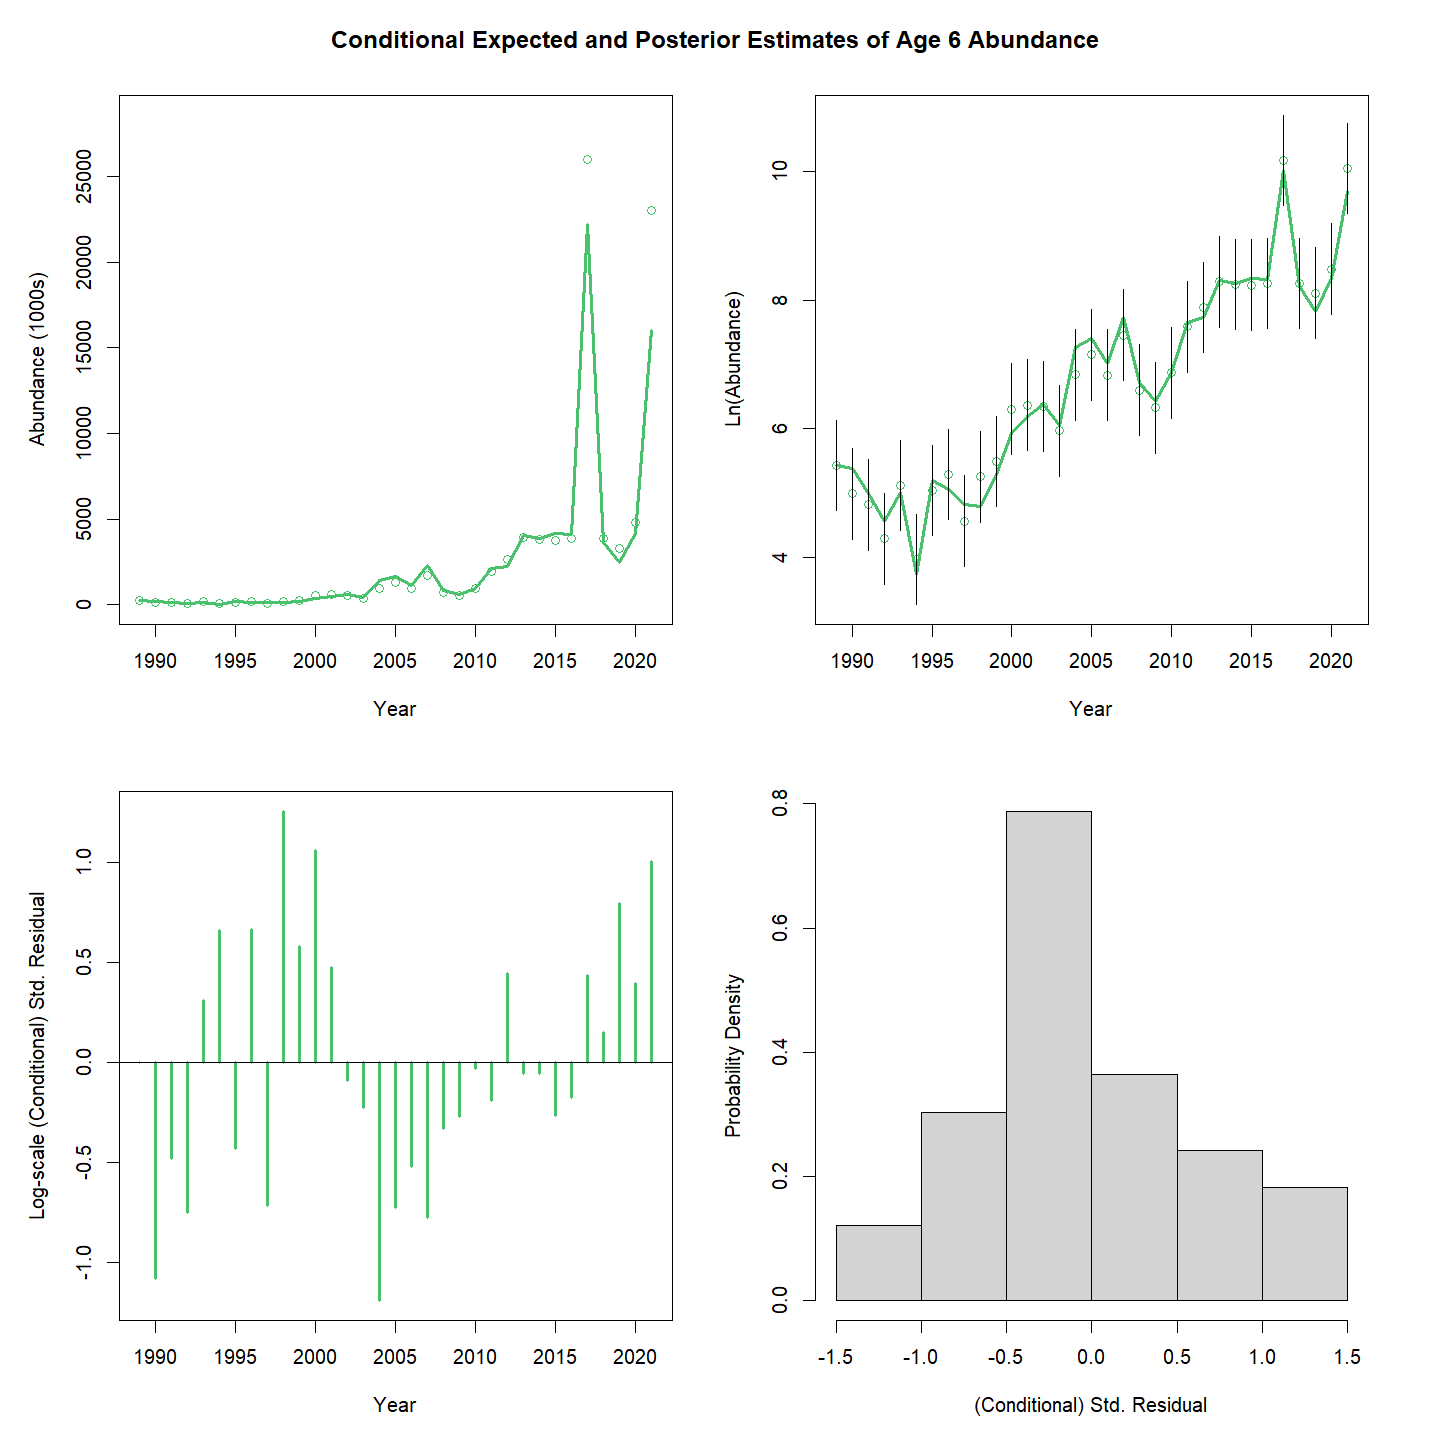 Conditional Expected and Posterior Estimates of Age 6 Abundance
Abundance (1000s)
25000
20000
15000
10000
5000
0
1990 1995 2000 2005 2010 2015 2020
Year
Ln(Abundance)
10
8
6
4
1990 1995 2000 2005 2010 2015 2020
Year
Log-scale (Conditional) Std. Residual
1.0
0.5
0.0
-0.5
-1.0
1990 1995 2000 2005 2010 2015 2020
Year
Probability Density
0.8
0.6
0.4
0.2
0.0
-1.5 -1.0 -0.5 0.0 0.5 1.0 1.5
(Conditional) Std. Residual